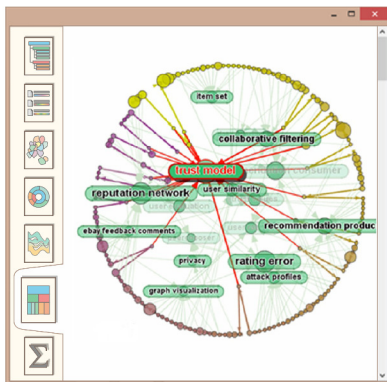 item set
collaborative filtering
consumer
trust model
reputation network
user similarity
ebay feedback comments
recommendation produc
privacy
rating error
attack profiles
graph visualization
Σ